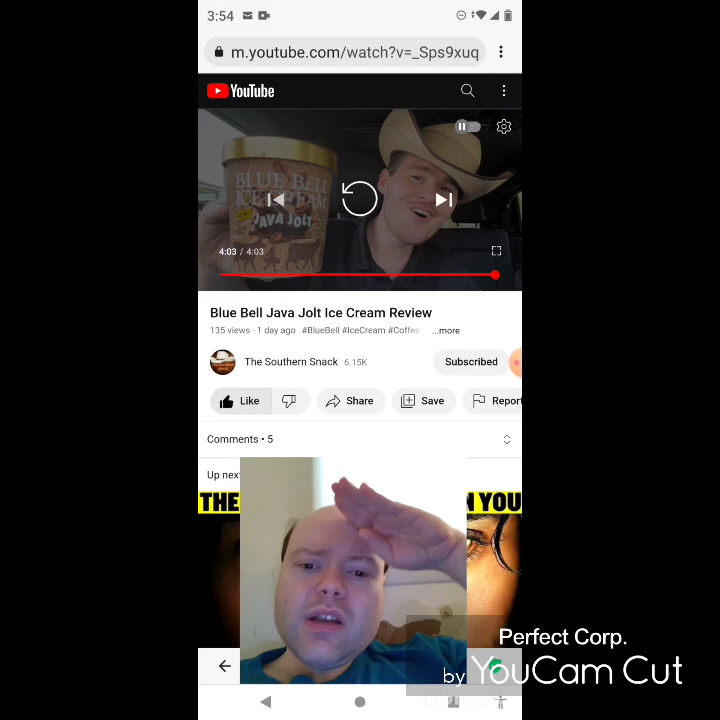 3:54
m.youtube.com/watch?v=_Sps9xuq
YouTube
BLUE BELL
ICE CREAM
JAVA JOLT
4:03 / 4:03
Blue Bell Java Jolt Ice Cream Review
135 views · 1 day ago #BlueBell #IceCream #Coffee ...more
The Southern Snack 6.15K Subscribed
Like Share Save Report
Comments • 5
Up next
THE
N YOU
Perfect Corp.
by YouCam Cut